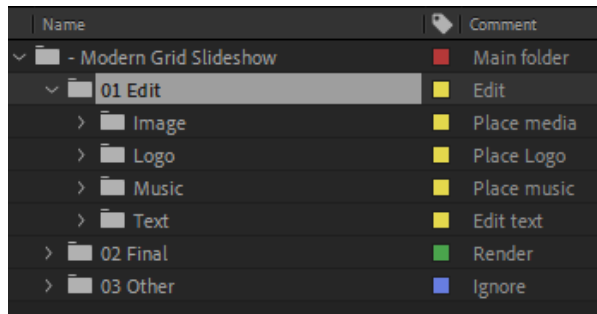 Name Comment
- Modern Grid Slideshow Main folder
01 Edit Edit
Image Place media
Logo Place Logo
Music Place music
Text Edit text
02 Final Render
03 Other Ignore